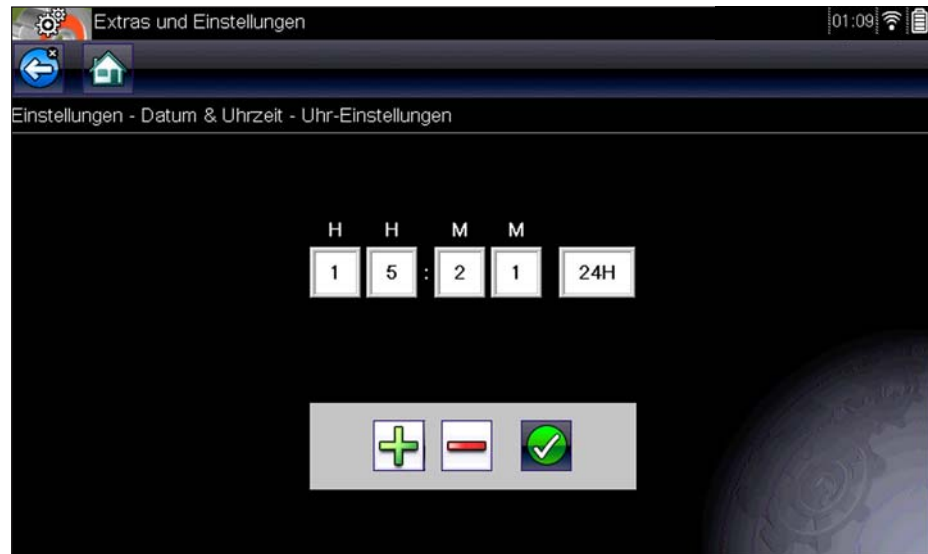 Extras und Einstellungen 01:09
Einstellungen - Datum & Uhrzeit - Uhr-Einstellungen
H H M M
1 5 : 2 1 24H